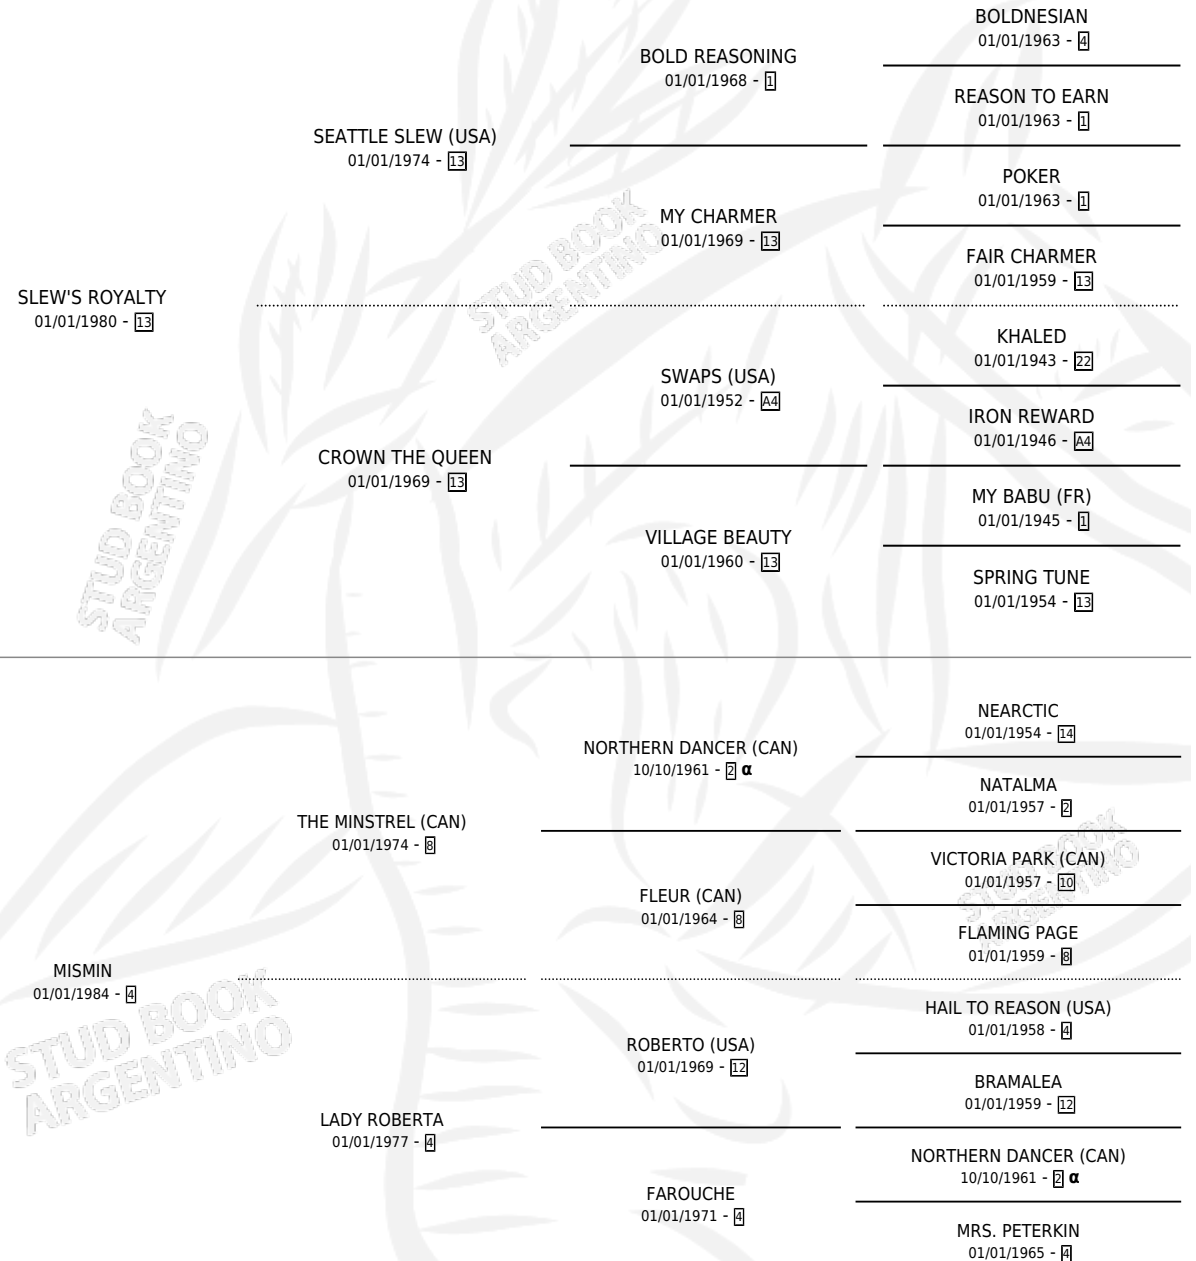 BOLDNESIAN
01/01/1963 - 4
BOLD REASONING
01/01/1968 - 1
REASON TO EARN
01/01/1963 - 1
SEATTLE SLEW (USA)
01/01/1974 - 13
POKER
01/01/1963 - 1
MY CHARMER
01/01/1969 - 13
FAIR CHARMER
01/01/1959 - 13
SLEW'S ROYALTY
01/01/1980 - 13
STUD BOOK
ARGENTINO
KHALED
01/01/1943 - 22
SWAPS (USA)
01/01/1952 - A4
IRON REWARD
01/01/1946 - A4
CROWN THE QUEEN
01/01/1969 - 13
MY BABU (FR)
01/01/1945 - 1
VILLAGE BEAUTY
01/01/1960 - 13
SPRING TUNE
01/01/1954 - 13
STUD BOOK
ARGENTINO
NEARCTIC
01/01/1954 - 14
NORTHERN DANCER (CAN)
10/10/1961 - 2 α
NATALMA
01/01/1957 - 2
THE MINSTREL (CAN)
01/01/1974 - 8
VICTORIA PARK (CAN)
01/01/1957 - 10
FLEUR (CAN)
01/01/1964 - 8
FLAMING PAGE
01/01/1959 - 8
STUD BOOK
ARGENTINO
MISMIN
01/01/1984 - 4
HAIL TO REASON (USA)
01/01/1958 - 4
ROBERTO (USA)
01/01/1969 - 12
BRAMALEA
01/01/1959 - 12
LADY ROBERTA
01/01/1977 - 4
NORTHERN DANCER (CAN)
10/10/1961 - 2 α
FAROUCHE
01/01/1971 - 4
MRS. PETERKIN
01/01/1965 - 4
STUD BOOK
ARGENTINO